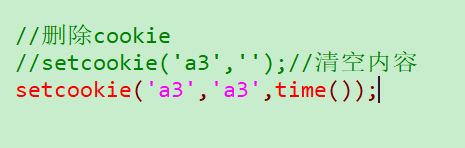 //删除cookie
//setcookie('a3','');//清空内容
setcookie('a3','a3',time());